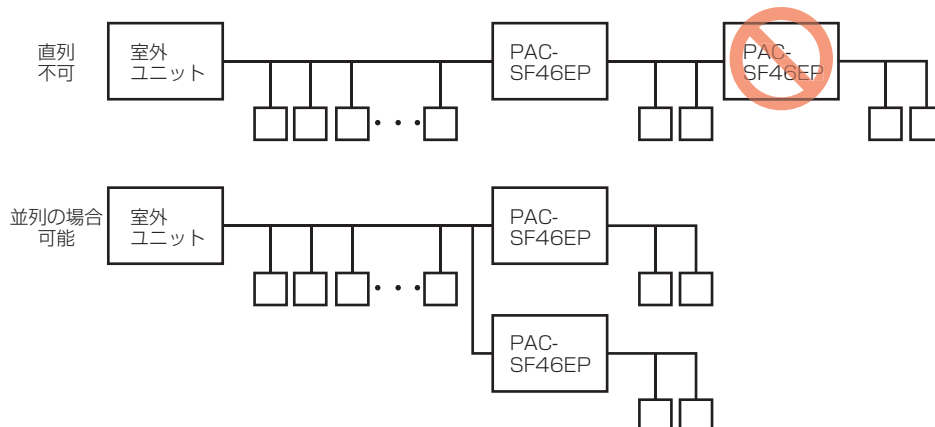 直列
不可
室外
ユニット
PAC-
SF46EP
PAC-
SF46EP
並列の場合
可能
室外
ユニット
PAC-
SF46EP
PAC-
SF46EP